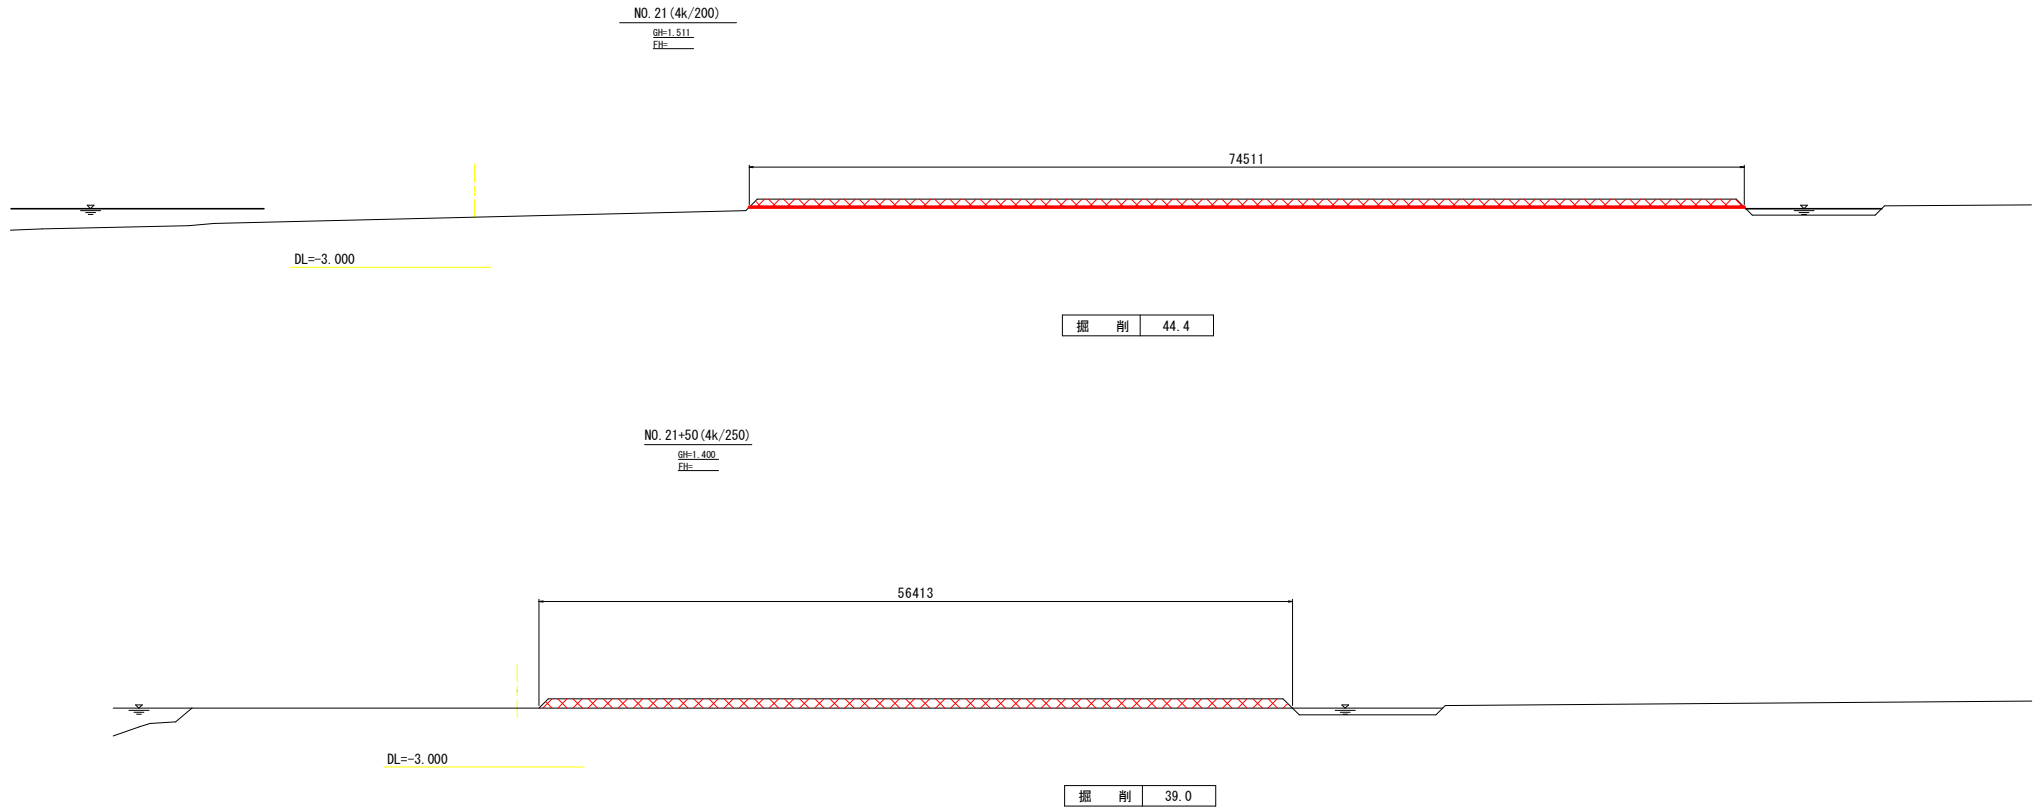 NO.21(4k/200)
GH=1.511
FH=
74511
DL=-3.000
掘 削 44.4
NO.21+50(4k/250)
GH=1.400
FH=
56413
DL=-3.000
掘 削 39.0